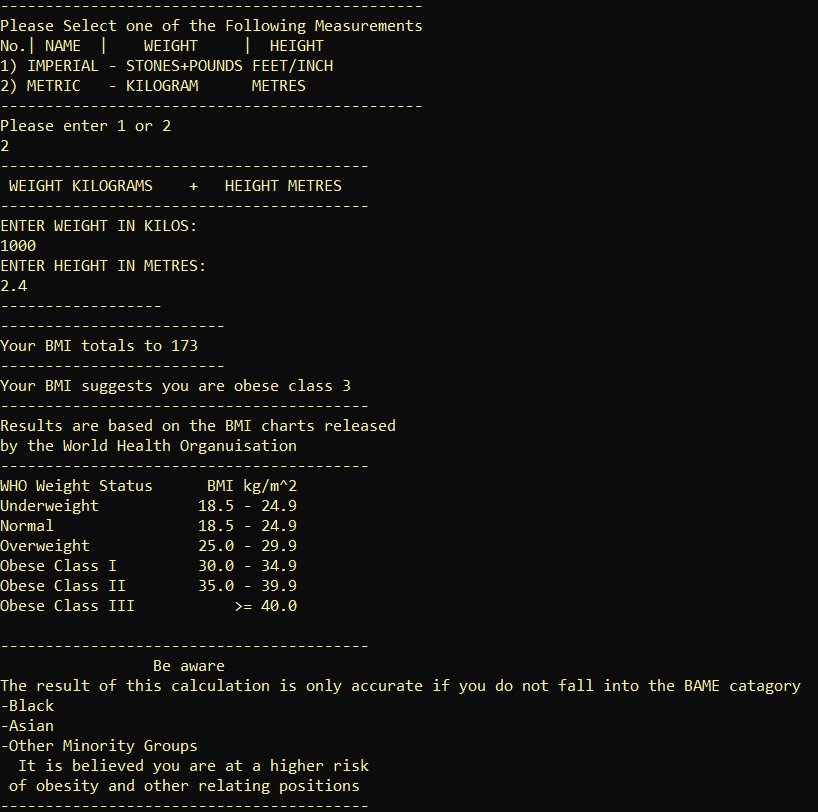 -----------------------------------------------
Please Select one of the Following Measurements
No.| NAME  |    WEIGHT     |  HEIGHT
1) IMPERIAL - STONES+POUNDS FEET/INCH
2) METRIC   - KILOGRAM      METRES
-----------------------------------------------
Please enter 1 or 2
2
-----------------------------------------
 WEIGHT KILOGRAMS    +   HEIGHT METRES
-----------------------------------------
ENTER WEIGHT IN KILOS:
1000
ENTER HEIGHT IN METRES:
2.4
------------------
-------------------------
Your BMI totals to 173
-------------------------
Your BMI suggests you are obese class 3
-----------------------------------------
Results are based on the BMI charts released
by the World Health Organuisation
-----------------------------------------
WHO Weight Status      BMI kg/m^2
Underweight           18.5 - 24.9
Normal                18.5 - 24.9
Overweight            25.0 - 29.9
Obese Class I         30.0 - 34.9
Obese Class II        35.0 - 39.9
Obese Class III           >= 40.0

-----------------------------------------
                 Be aware
The result of this calculation is only accurate if you do not fall into the BAME catagory
-Black
-Asian
-Other Minority Groups
  It is believed you are at a higher risk
 of obesity and other relating positions
-----------------------------------------